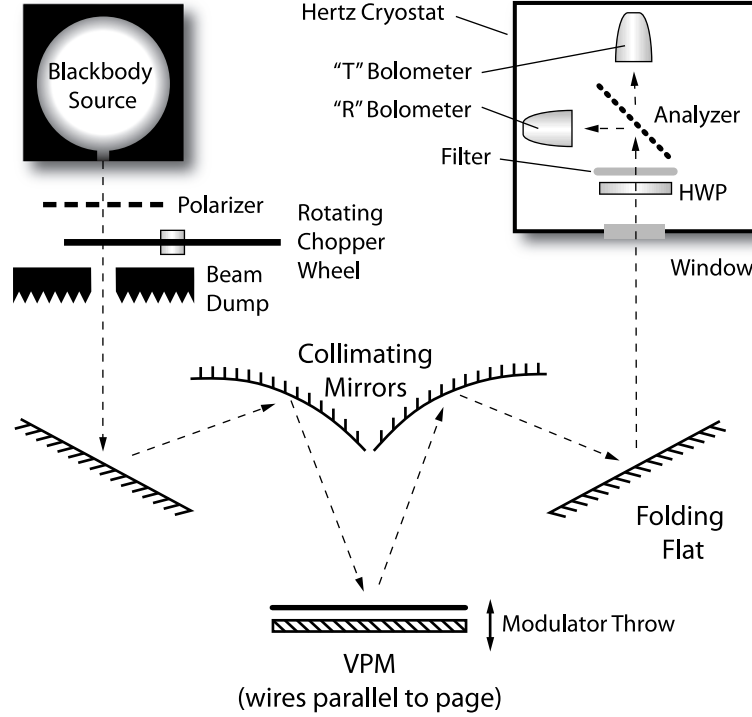 Blackbody
Source
Polarizer
Rotating
Chopper
Wheel
Beam
Dump
Hertz Cryostat
“T” Bolometer
“R” Bolometer
Analyzer
Filter
HWP
Window
Collimating
Mirrors
Folding
Flat
Modulator Throw
VPM
(wires parallel to page)